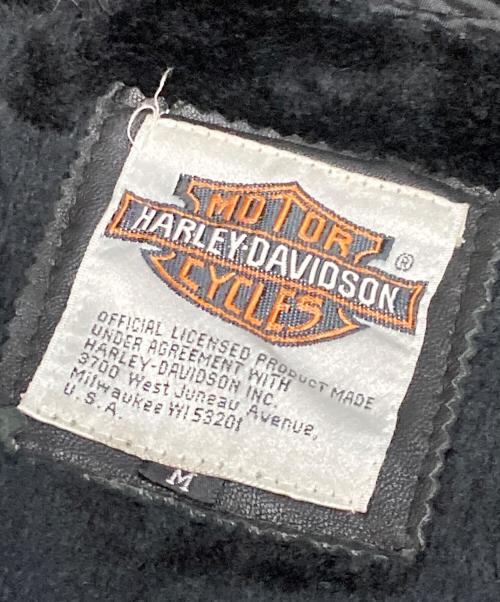 MOTOR
HARLEY-DAVIDSON ®
CYCLES
OFFICIAL LICENSED PRODUCT MADE
UNDER AGREEMENT WITH
HARLEY-DAVIDSON INC.
3700 West Juneau Avenue,
Milwaukee WI 53201
U.S.A.
M